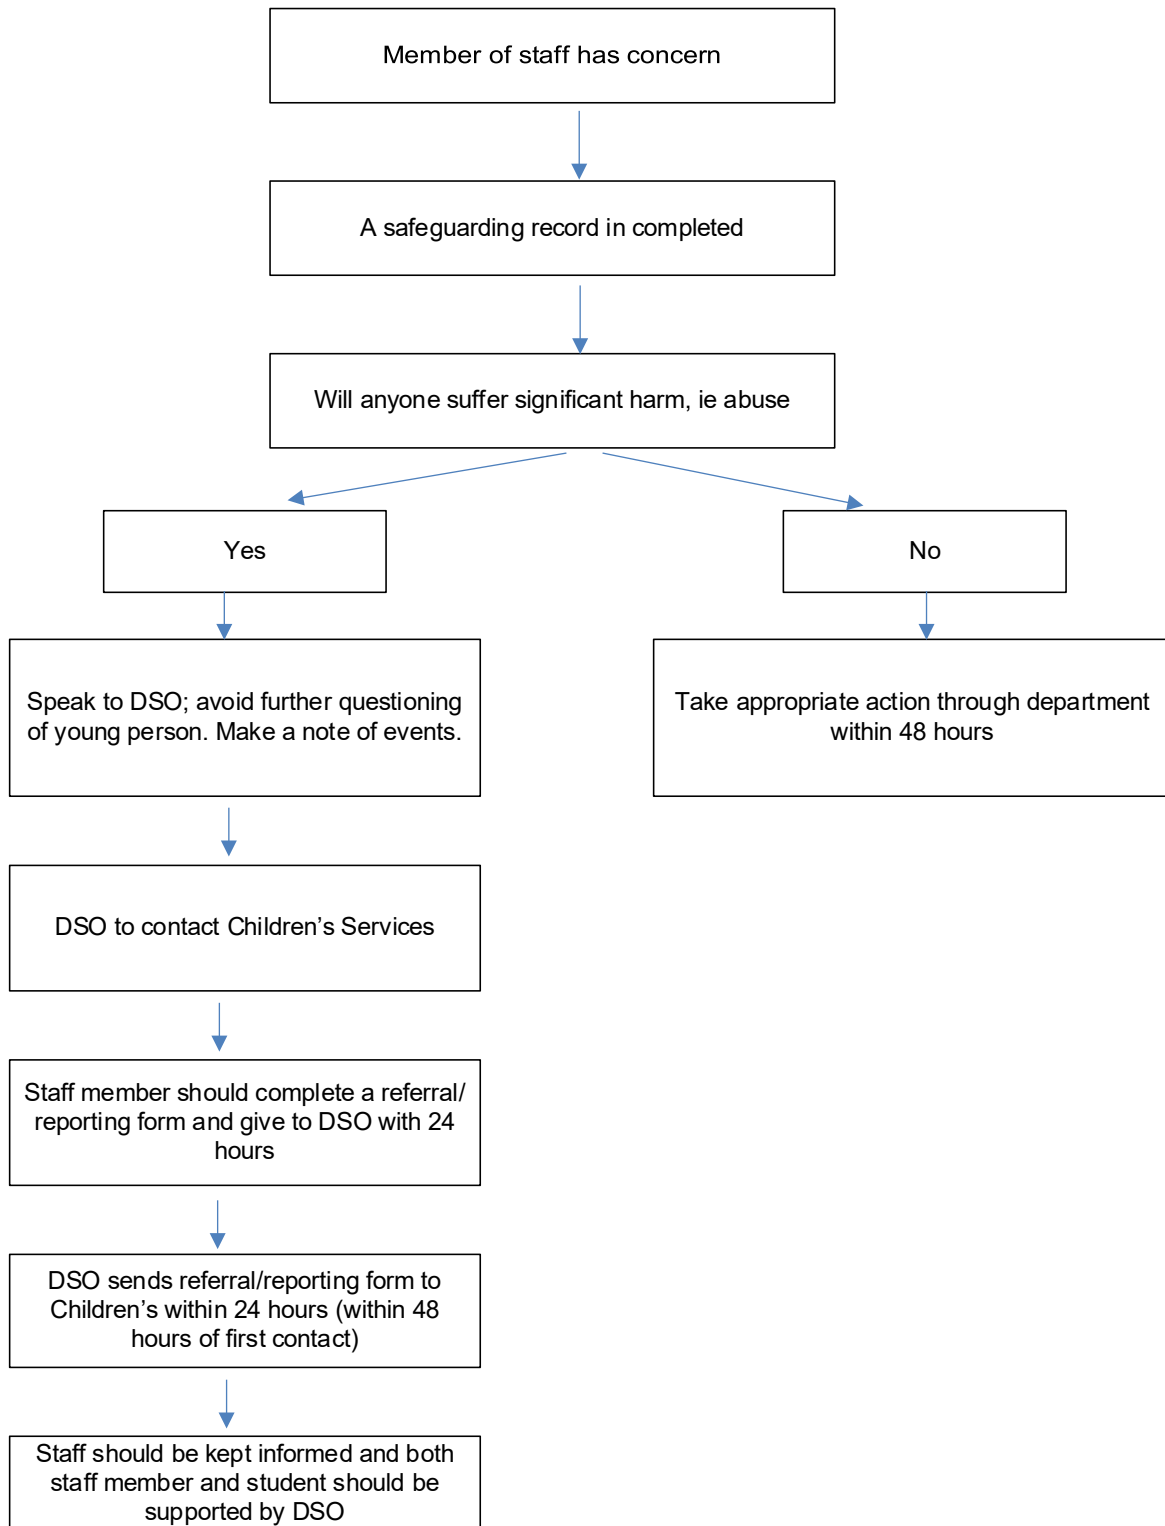 Member of staff has concern
A safeguarding record in completed
Will anyone suffer significant harm, ie abuse
Yes
No
Speak to DSO; avoid further questioning
of young person. Make a note of events.
Take appropriate action through department
within 48 hours
DSO to contact Children’s Services
Staff member should complete a referral/
reporting form and give to DSO with 24
hours
DSO sends referral/reporting form to
Children’s within 24 hours (within 48
hours of first contact)
Staff should be kept informed and both
staff member and student should be
supported by DSO